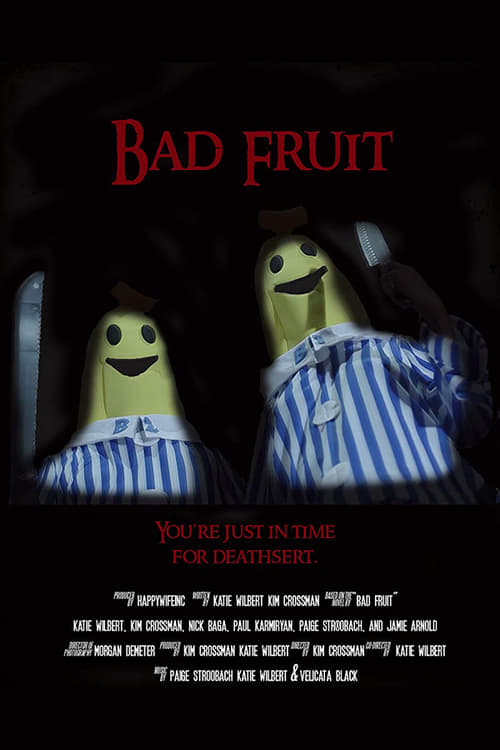 BAD FRUIT
B1
YOU'RE JUST IN TIME
FOR DEATHSERT.
PRODUCED BY HAPPYWIFEINC WRITTEN BY KATIE WILBERT KIM CROSSMAN BASED ON THE NOVEL BY "BAD FRUIT"
KATIE WILBERT, KIM CROSSMAN, NICK BAGA, PAUL KARMIRYAN, PAIGE STROOBACH, AND JAMIE ARNOLD
DIRECTOR OF PHOTOGRAPHY MORGAN DEMETER PRODUCED BY KIM CROSSMAN KATIE WILBERT DIRECTED BY KIM CROSSMAN CO-DIRECTED BY KATIE WILBERT
MUSIC BY PAIGE STROOBACH KATIE WILBERT & VELICATA BLACK